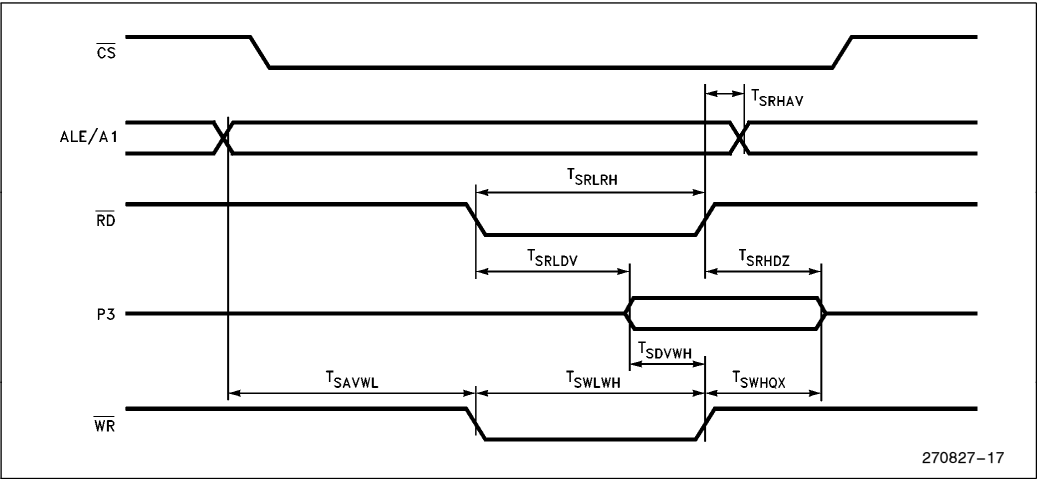 CS
TSRHAV
ALE/A1
TSRLRH
RD
TSRLDV
TSRHDZ
P3
TSDVWH
TSAVWL
TSWLWH
TSWHQX
WR
270827–17